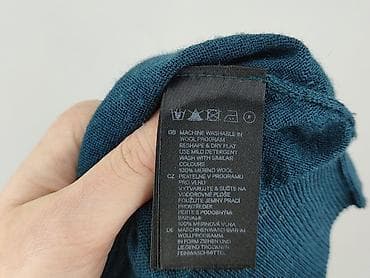 GB MACHINE WASHABLE IN
WOOL PROGRAM
RESHAPE & DRY FLAT
USE MILD DETERGENT
WASH WITH SIMILAR
COLOURS
100% MERINO WOOL
CZ PRATELNÉ V PROGRAMU
PRO VLNU
VYTVARUJTE & SUŠTE NA
VODOROVNÉ PLOŠE
POUŽIJTE JEMNÝ PRACÍ
PROSTŘEDEK
PERTE S PODOBNÝMI
BARVAMI
100% MERINOVÁ VLNA
DE MASCHINENWASCHBAR IM
WOLLPROGRAMM
IN FORM ZIEHEN UND
LIEGEND TROCKNEN
FEINWASCHMITTEL